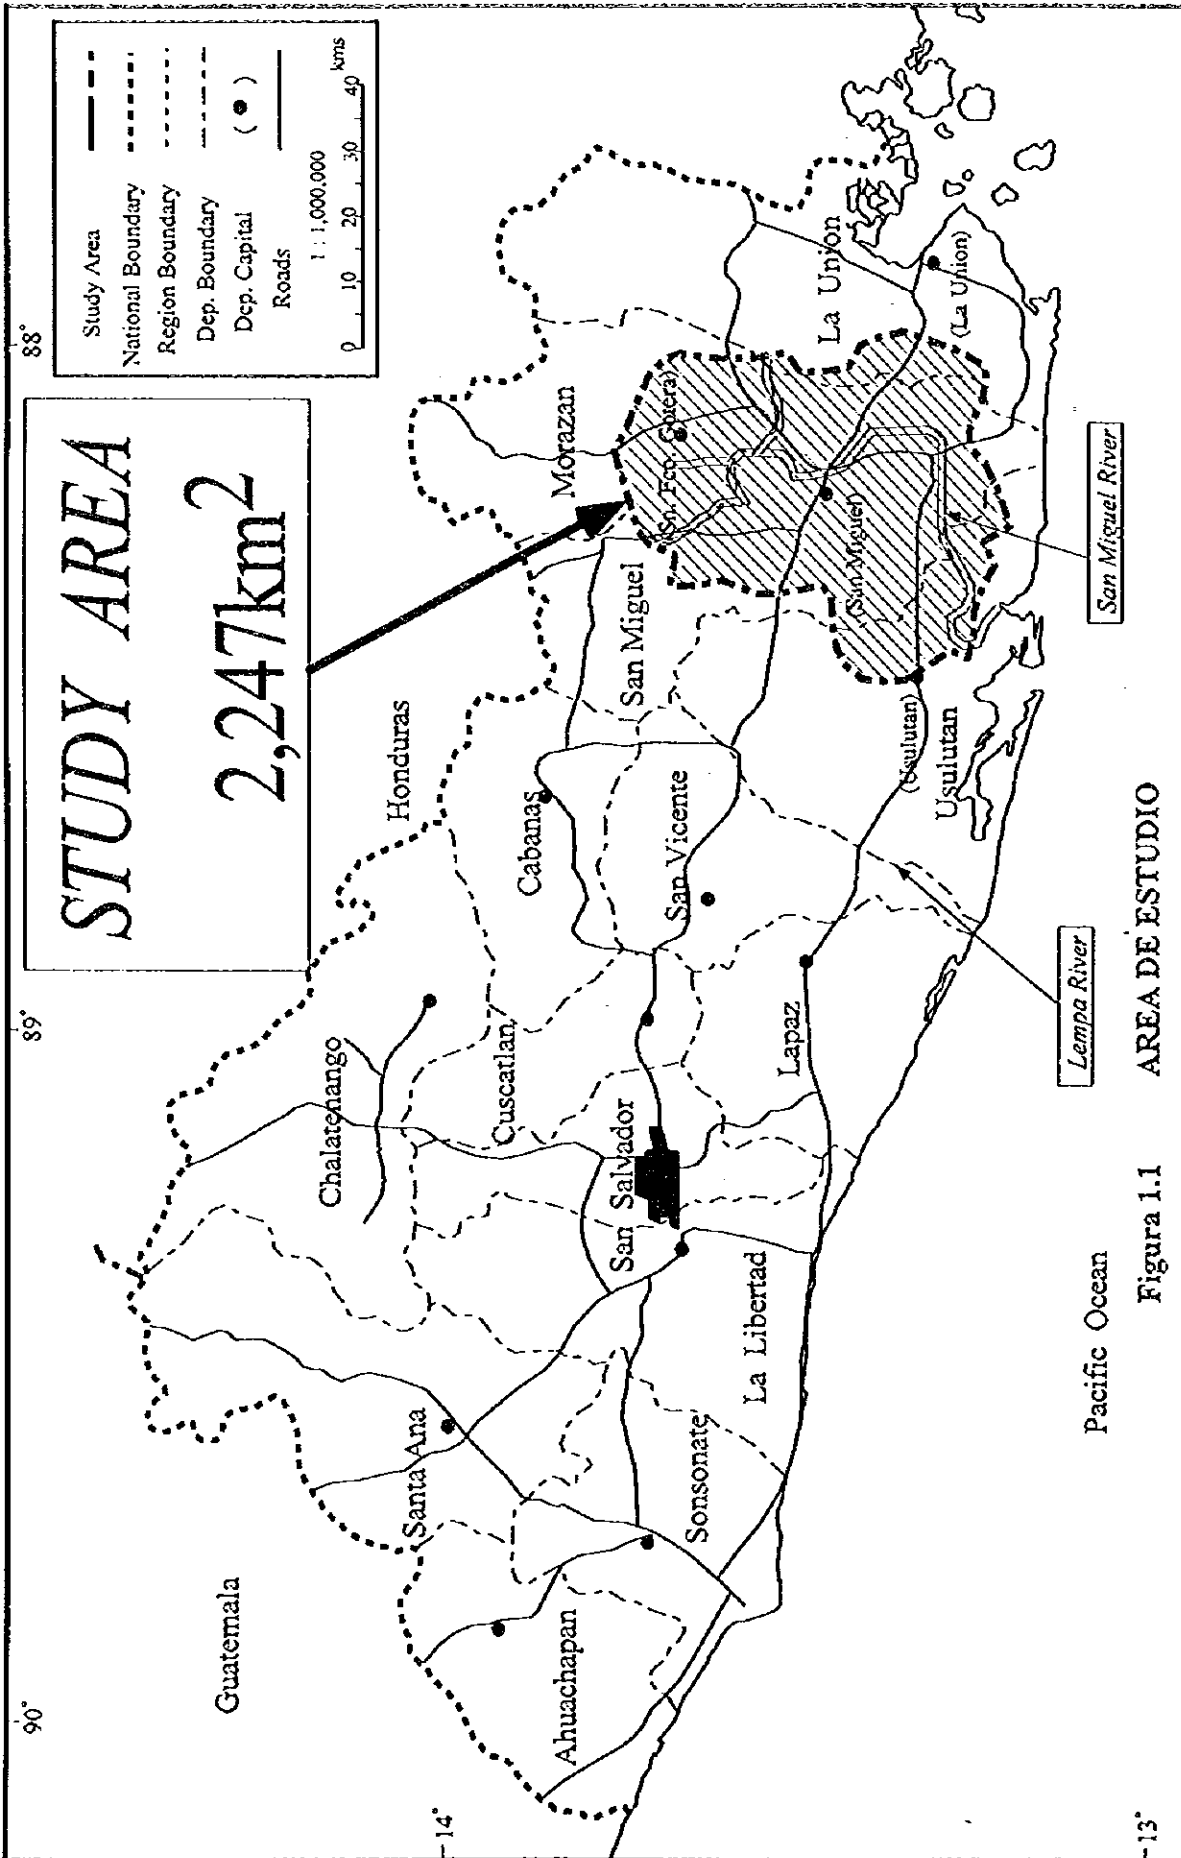 90°
89°
88°
STUDY AREA
2,247km²
Study Area
National Boundary
Region Boundary
Dep. Boundary
Dep. Capital
( )
Roads
1 : 1,000,000
0 10 20 30 40 kms
Guatemala
Honduras
14°
13°
Chalatenango
Santa Ana
Ahuachapan
Cuscatlan
Cabanas
Morazan
San Miguel
San Salvador
San Vicente
(Sn. Fco. Gotera)
Sonsonate
La Libertad
Lapaz
La Union
(San Miguel)
(Usulutan)
Usulutan
(La Union)
Lempa River
San Miguel River
Pacific Ocean
Figura 1.1 AREA DE ESTUDIO